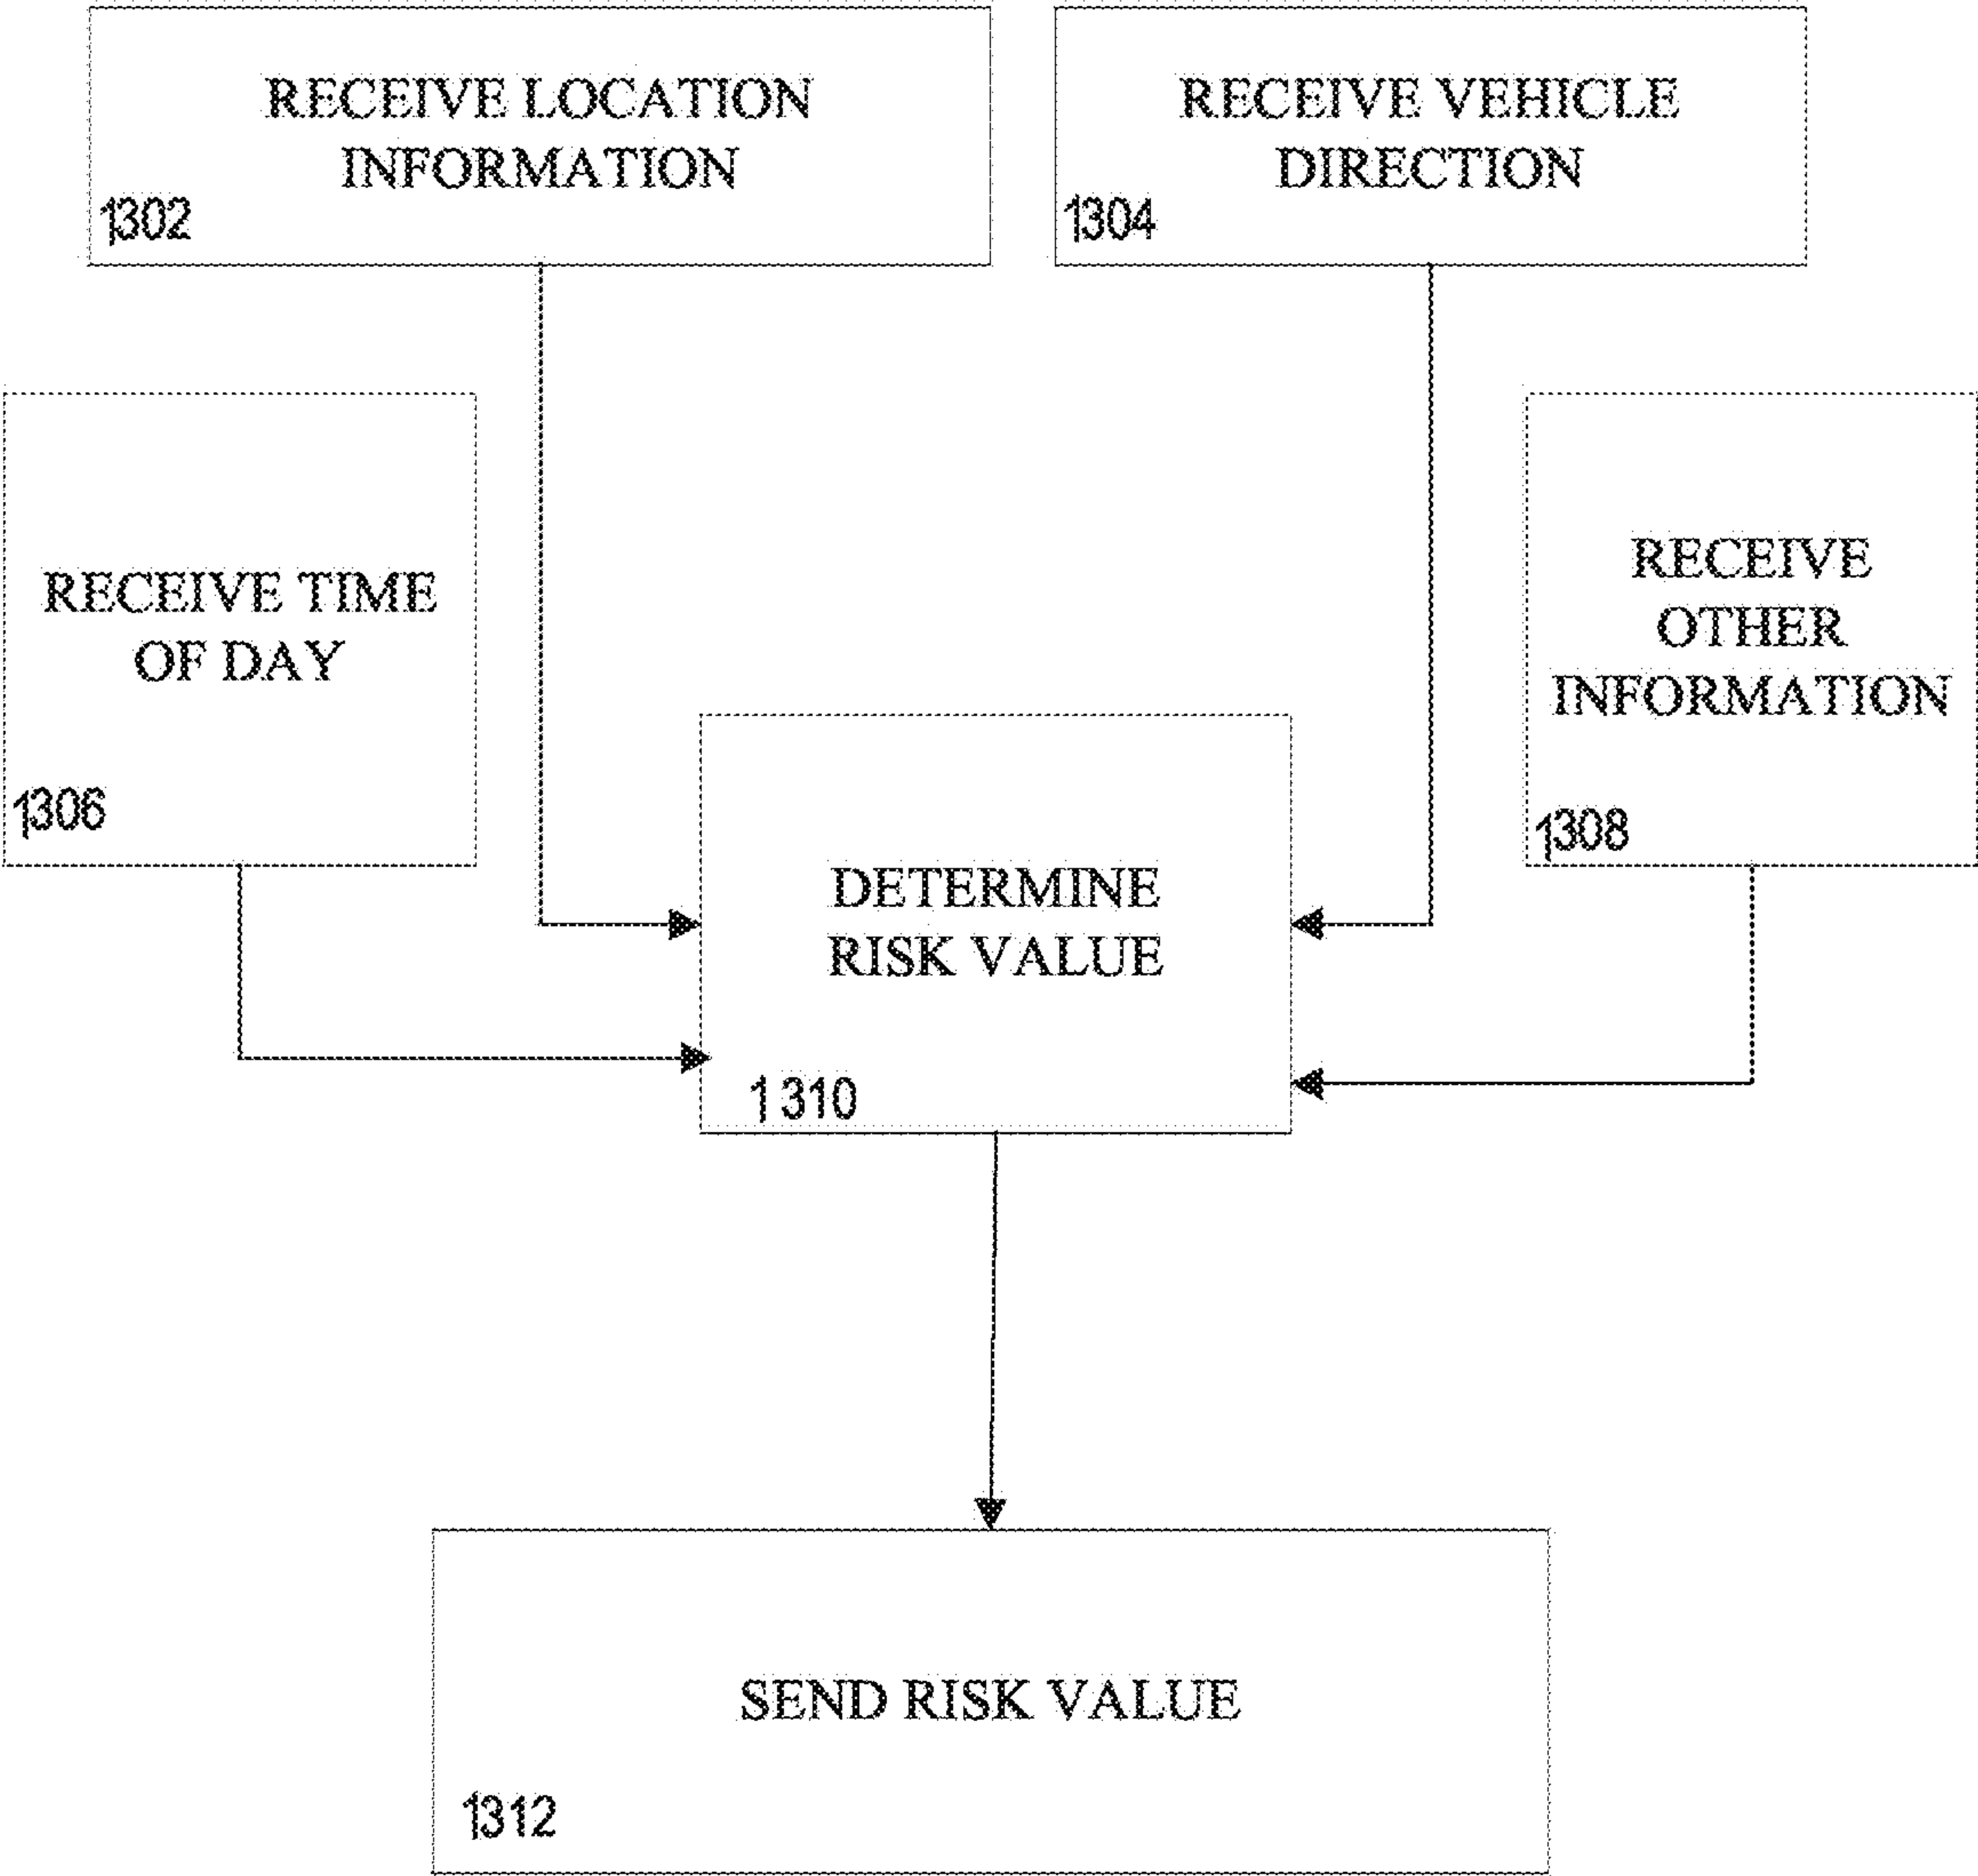 RECEIVE LOCATION
INFORMATION
1302
RECEIVE VEHICLE
DIRECTION
1304
RECEIVE TIME
OF DAY
1306
RECEIVE
OTHER
INFORMATION
1308
DETERMINE
RISK VALUE
1310
SEND RISK VALUE
1312